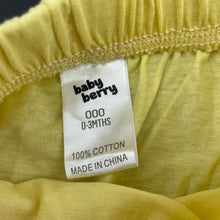 baby
berry
000
0-3MTHS
100% COTTON
MADE IN CHINA